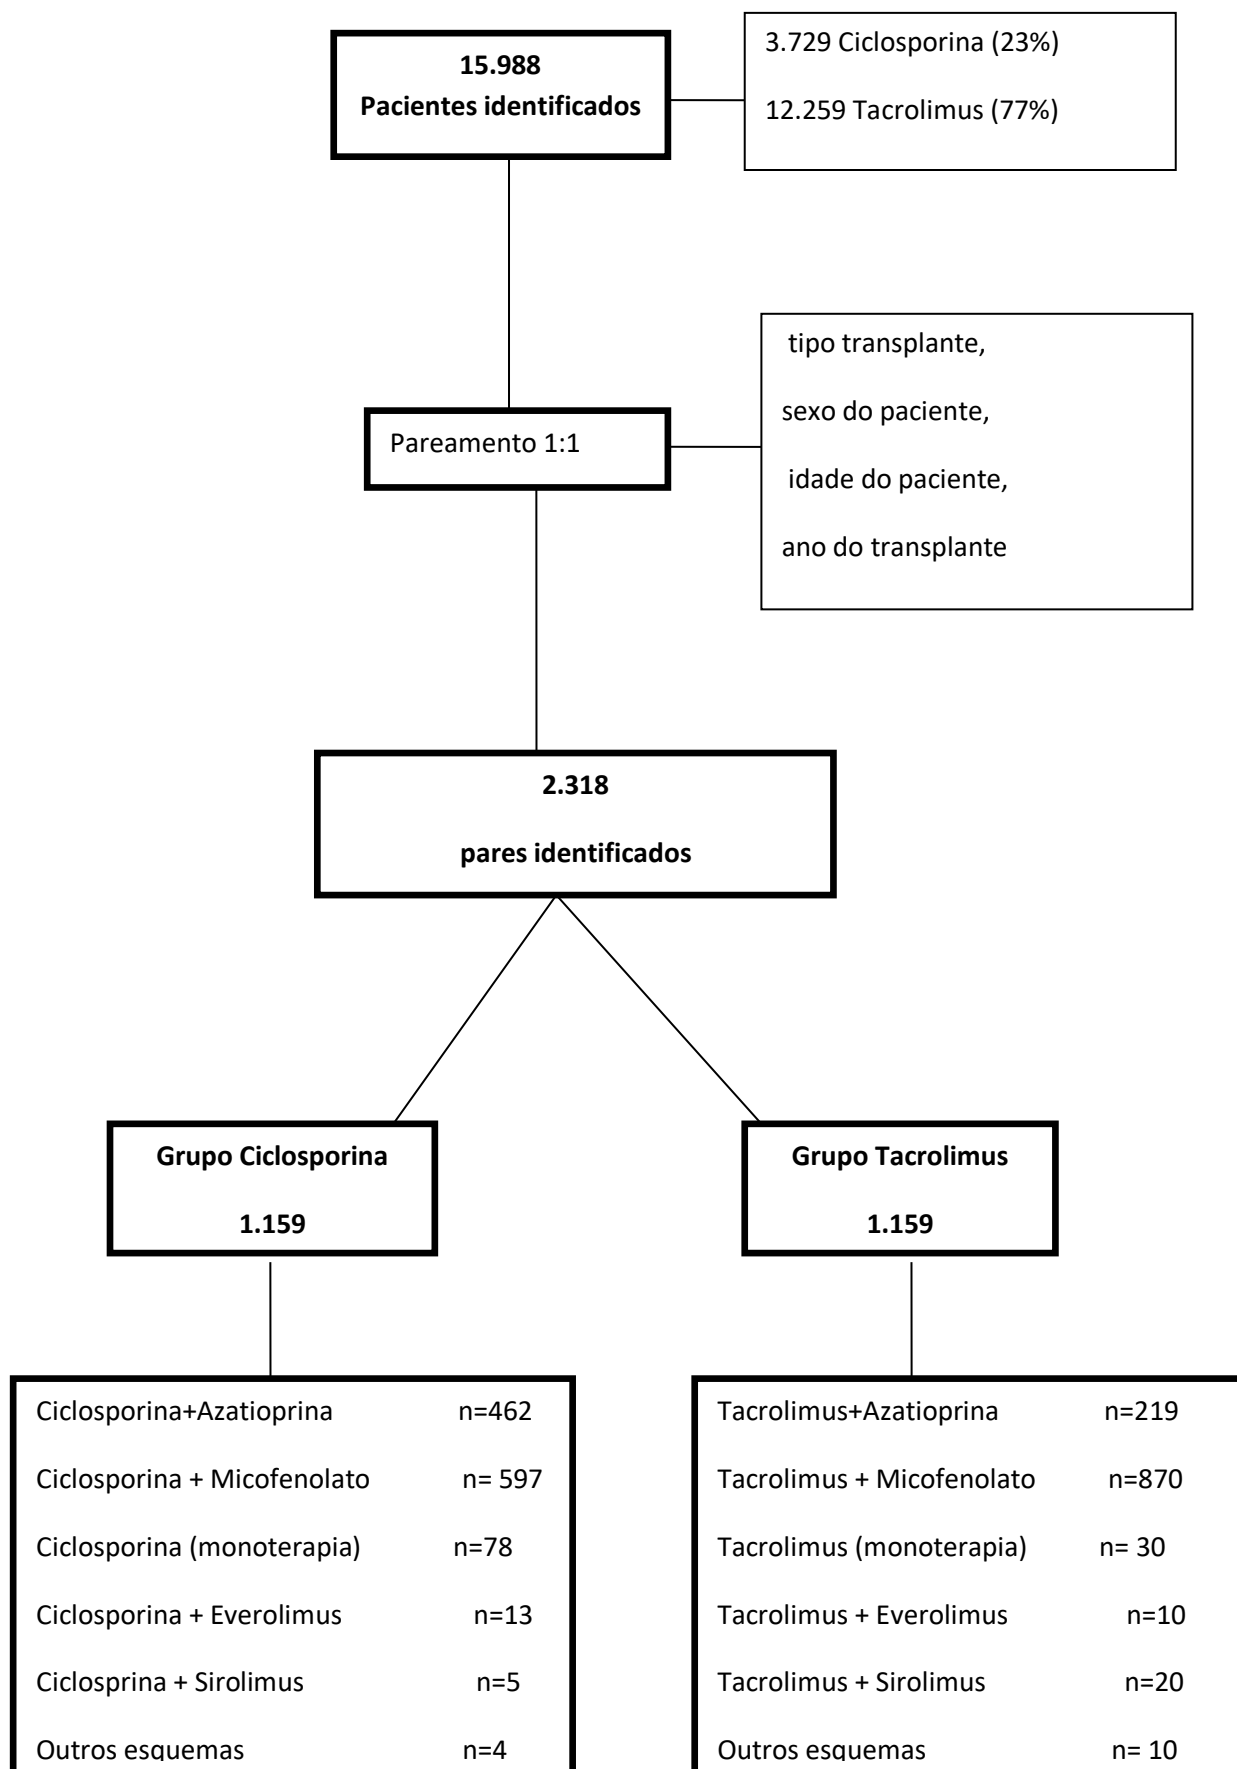 15.988
Pacientes identificados
3.729 Ciclosporina (23%)
12.259 Tacrolimus (77%)
Pareamento 1:1
tipo transplante,
sexo do paciente,
idade do paciente,
ano do transplante
2.318
pares identificados
Grupo Ciclosporina
1.159
Grupo Tacrolimus
1.159
Ciclosporina+Azatioprina n=462
Ciclosporina + Micofenolato n= 597
Ciclosporina (monoterapia) n=78
Ciclosporina + Everolimus n=13
Ciclosprina + Sirolimus n=5
Outros esquemas n=4
Tacrolimus+Azatioprina n=219
Tacrolimus + Micofenolato n=870
Tacrolimus (monoterapia) n= 30
Tacrolimus + Everolimus n=10
Tacrolimus + Sirolimus n=20
Outros esquemas n= 10